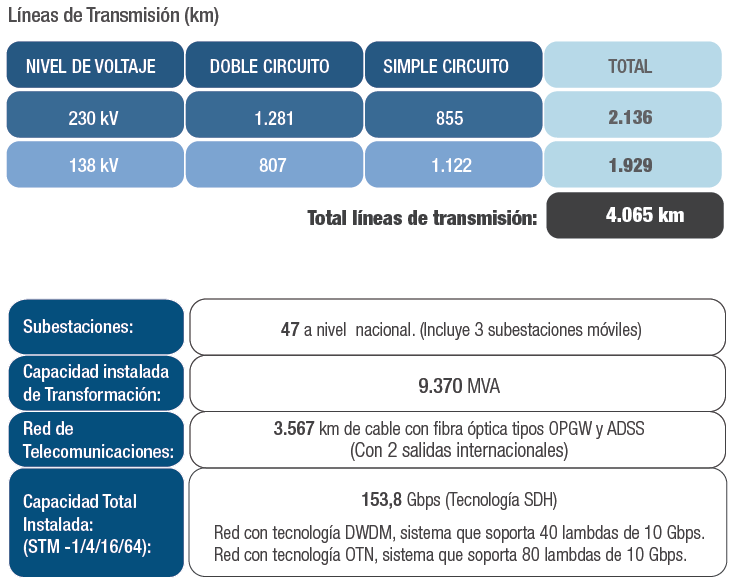 Líneas de Transmisión (km)
NIVEL DE VOLTAJE DOBLE CIRCUITO SIMPLE CIRCUITO TOTAL
230 kV 1.281 855 2.136
138 kV 807 1.122 1.929
Total líneas de transmisión: 4.065 km
Subestaciones: 47 a nivel nacional. (Incluye 3 subestaciones móviles)
Capacidad instalada
de Transformación:
9.370 MVA
Red de
Telecomunicaciones:
3.567 km de cable con fibra óptica tipos OPGW y ADSS
(Con 2 salidas internacionales)
Capacidad Total
Instalada:
(STM -1/4/16/64):
153,8 Gbps (Tecnología SDH)
Red con tecnología DWDM, sistema que soporta 40 lambdas de 10 Gbps.
Red con tecnología OTN, sistema que soporta 80 lambdas de 10 Gbps.